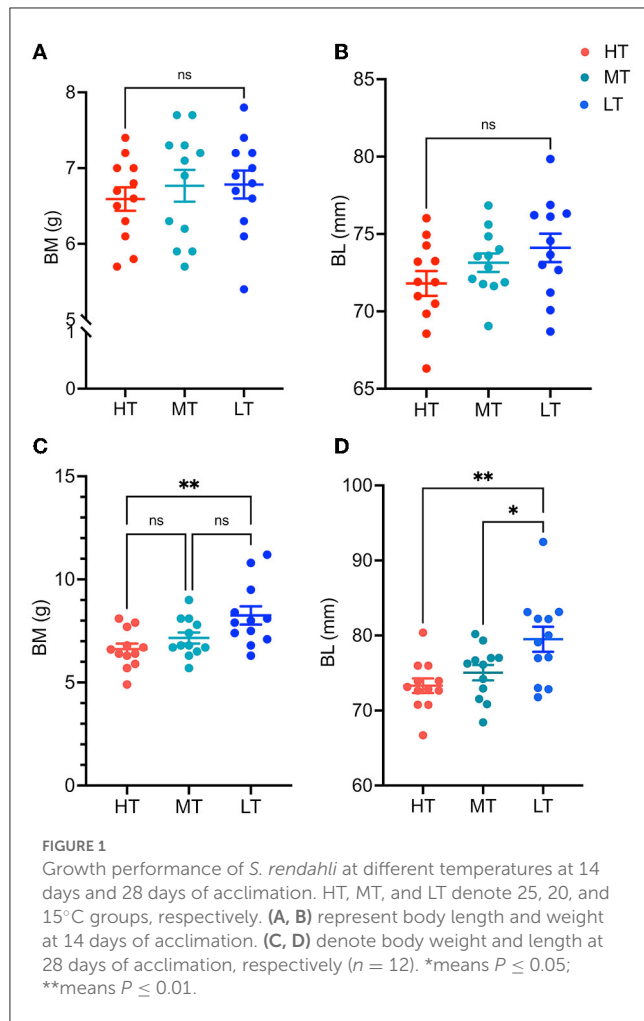 A
B
HT
MT
LT
ns
8
7
6
5
1
0
BM (g)
HT MT LT
ns
85
80
75
70
65
BL (mm)
HT MT LT
C
D
**
ns ns
15
10
5
0
BM (g)
HT MT LT
**
*
100
90
80
70
60
BL (mm)
HT MT LT
FIGURE 1
Growth performance of S. rendahli at different temperatures at 14
days and 28 days of acclimation. HT, MT, and LT denote 25, 20, and
15°C groups, respectively. (A, B) represent body length and weight
at 14 days of acclimation. (C, D) denote body weight and length at
28 days of acclimation, respectively (n = 12). *means P ≤ 0.05;
**means P ≤ 0.01.